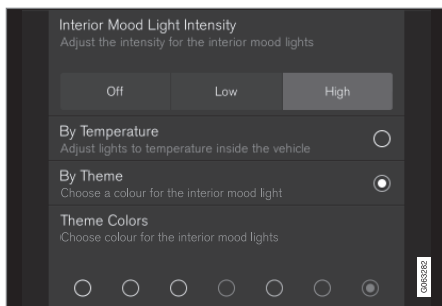 Interior Mood Light Intensity
Adjust the intensity for the interior mood lights
Off Low High
By Temperature
Adjust lights to temperature inside the vehicle
By Theme
Choose a colour for the interior mood light
Theme Colors
Choose colour for the interior mood lights
G063282